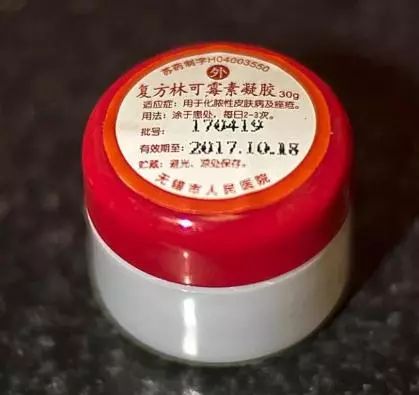 苏药制字H04003550
外
复方林可霉素凝胶 30g
适应症：用于化脓性皮肤病及痤疮。
用法：涂于患处，每日2-3次。
批号：170419
有效期至：2017.10.18
贮藏：避光，凉处保存。
无锡市人民医院